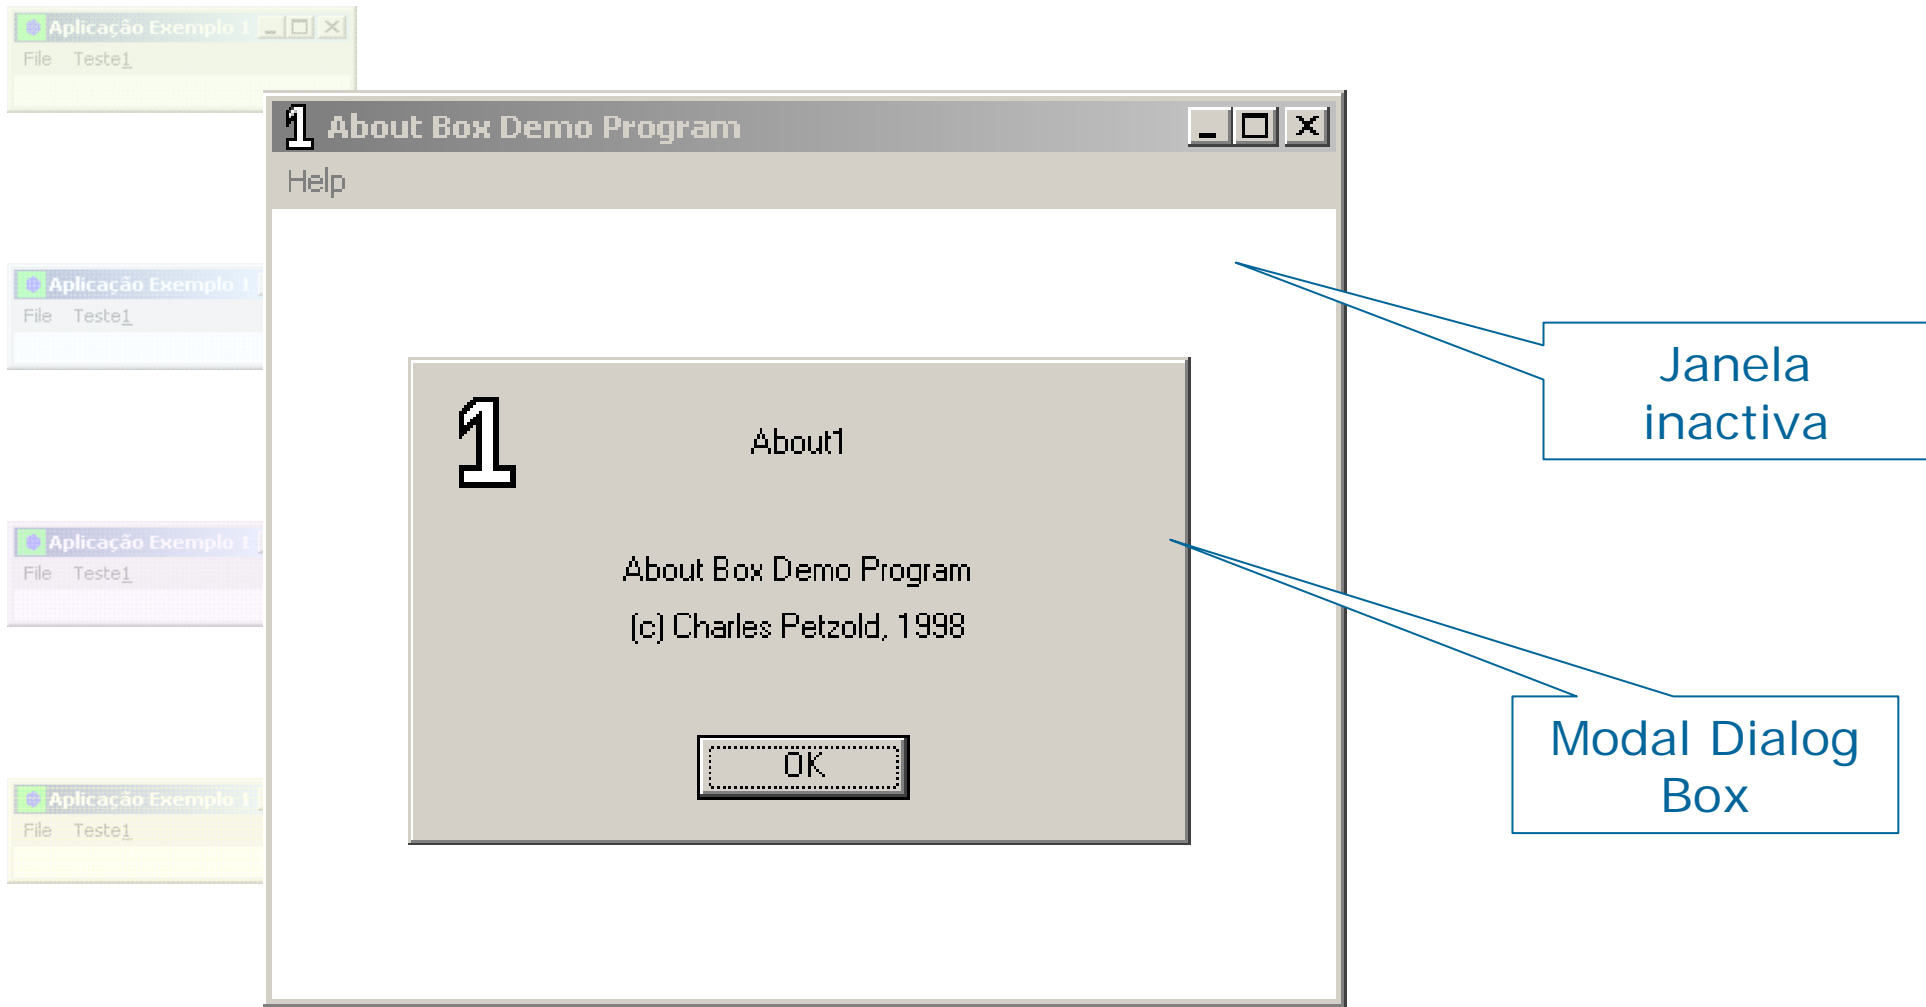 Aplicação Exemplo 1
File Teste1
1 About Box Demo Program
Help
Aplicação Exemplo 1
File Teste1
Janela
inactiva
1
About1
Aplicação Exemplo 1
File Teste1
About Box Demo Program
(c) Charles Petzold, 1998
OK
Modal Dialog
Box
Aplicação Exemplo 1
File Teste1